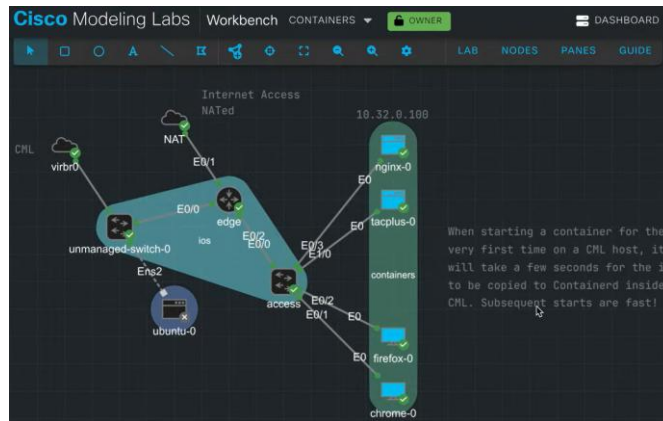 Cisco Modeling Labs Workbench CONTAINERS OWNER DASHBOARD
A LAB NODES PANES GUIDE
Internet Access
NATed
10.32.0.100
CML
NAT
virbr0
nginx-0
E0/1
E0
E0/0
tacplus-0
edge
E0
E0/2
E0/0
unmanaged-switch-0
ios
E0/3
E1/0
When starting a container for the
very first time on a CML host, it
will take a few seconds for the i
to be copied to Containerd inside
CML. Subsequent starts are fast!
Ens2
containers
access
E0/2
E0/1
E0
ubuntu-0
E0
firefox-0
chrome-0